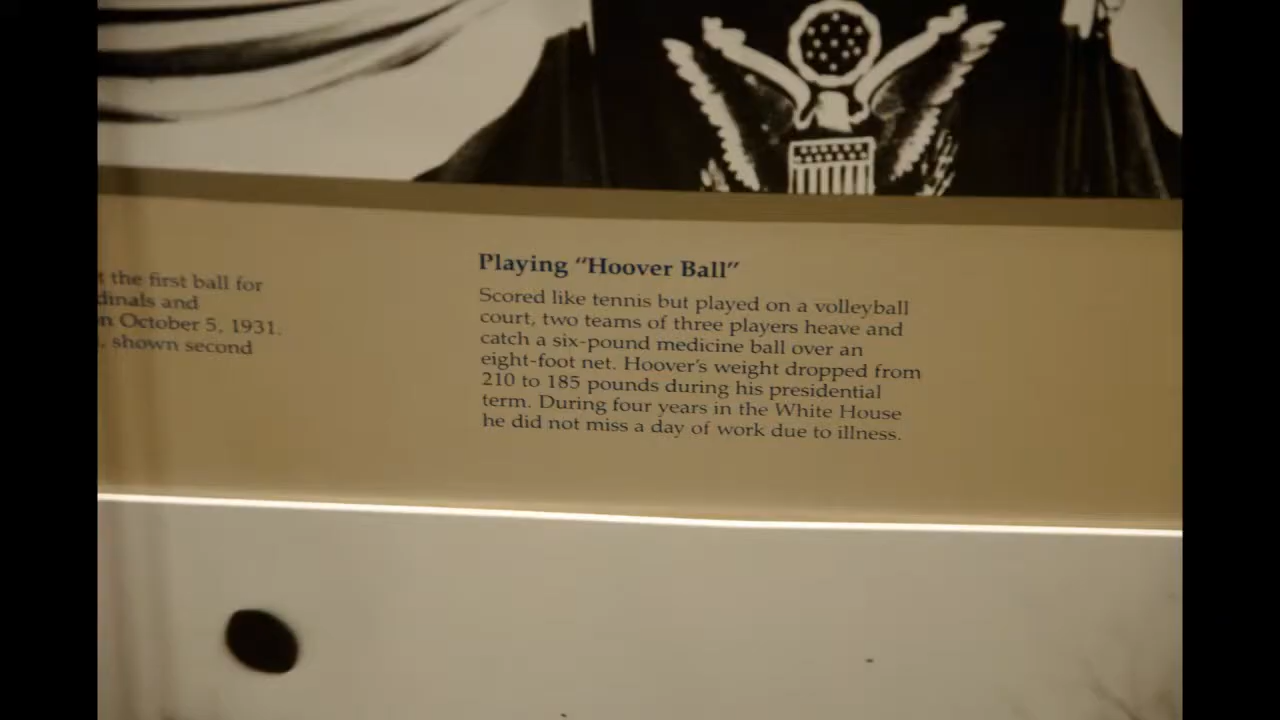 t the first ball for
dinals and
n October 5, 1931.
, shown second
Playing “Hoover Ball”
Scored like tennis but played on a volleyball
court, two teams of three players heave and
catch a six-pound medicine ball over an
eight-foot net. Hoover’s weight dropped from
210 to 185 pounds during his presidential
term. During four years in the White House
he did not miss a day of work due to illness.